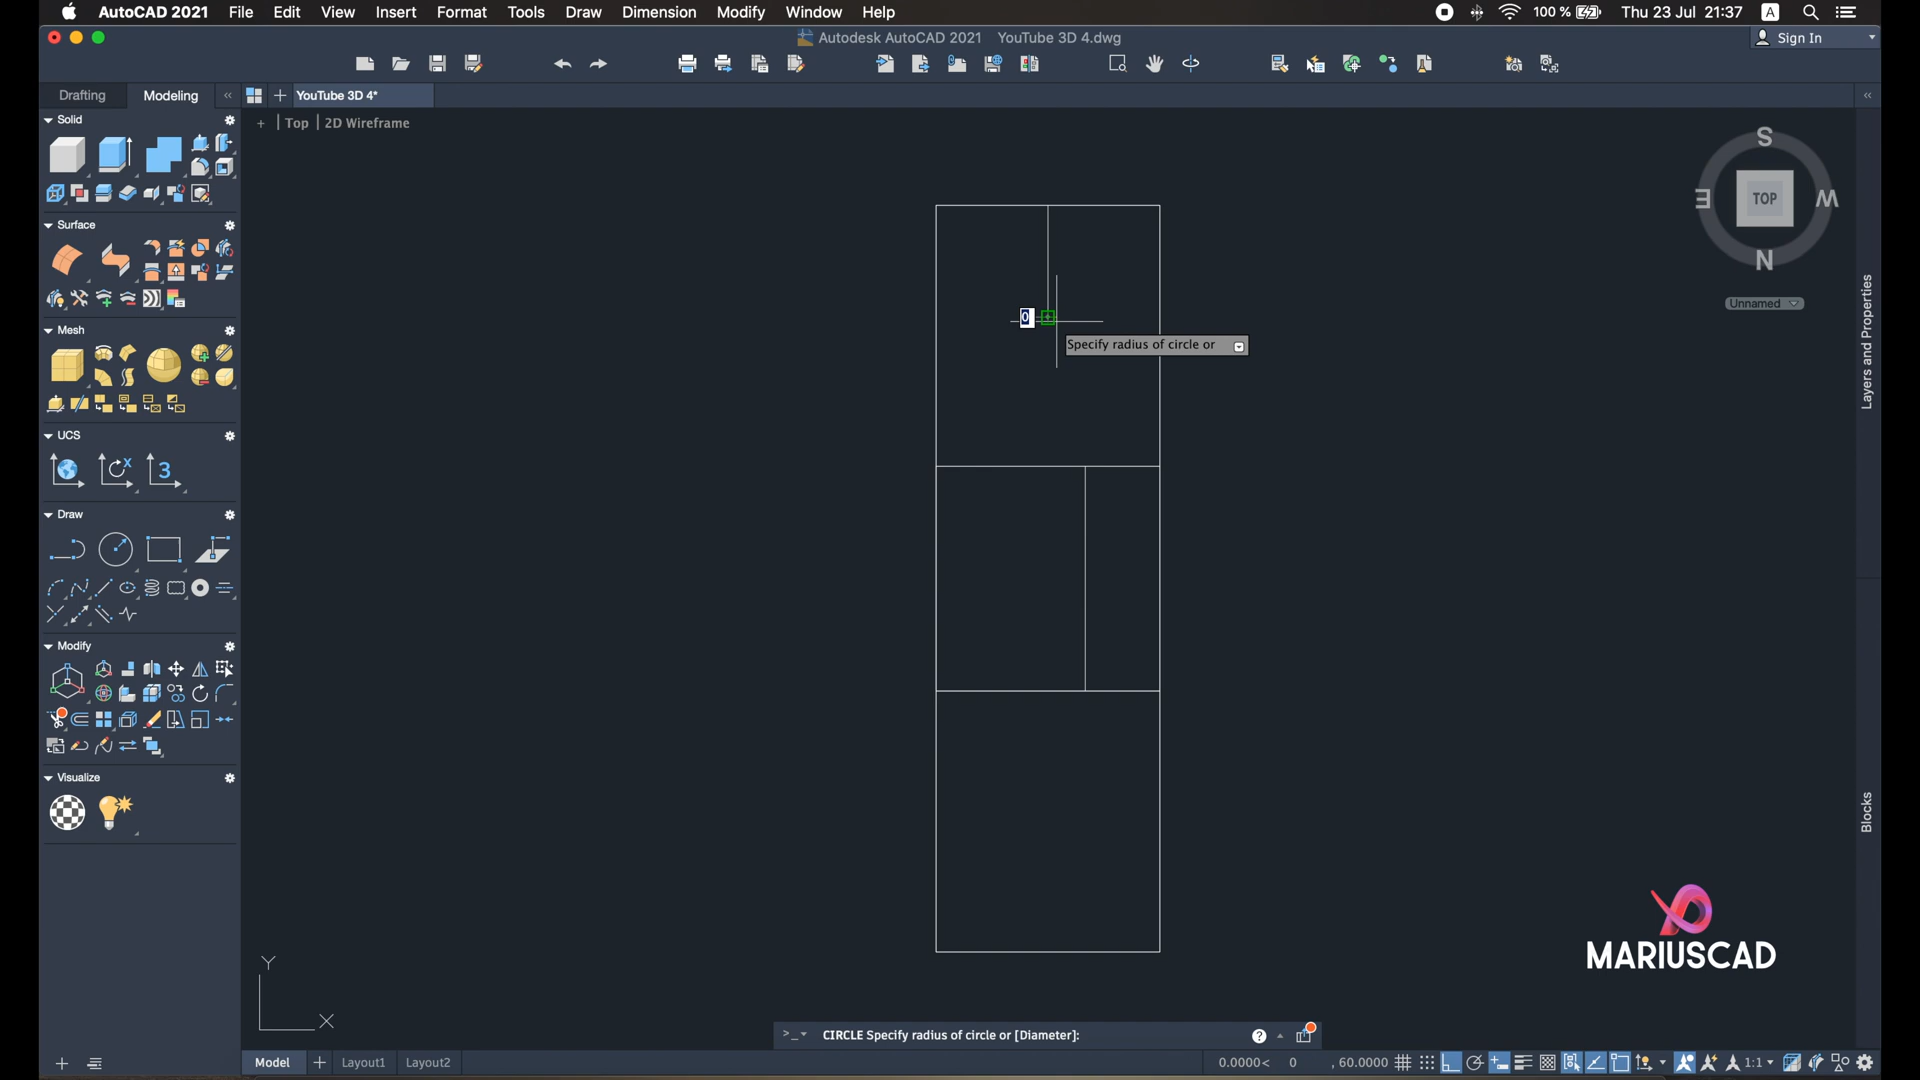 AutoCAD 2021 File Edit View Insert Format Tools Draw Dimension Modify Window Help 100 % Thu 23 Jul 21:37 A
Autodesk AutoCAD 2021 YouTube 3D 4.dwg
Sign In
Drafting Modeling « YouTube 3D 4* «
+ Top 2D Wireframe
Solid
Surface
Mesh
UCS
X
3
Draw
Modify
Visualize
S
E TOP W
N
Unnamed
0
Specify radius of circle or
Layers and Properties
Blocks
MARIUSCAD
Y
X
>_ CIRCLE Specify radius of circle or [Diameter]: ?
Model Layout1 Layout2 0.0000< 0 , 60.0000 1:1